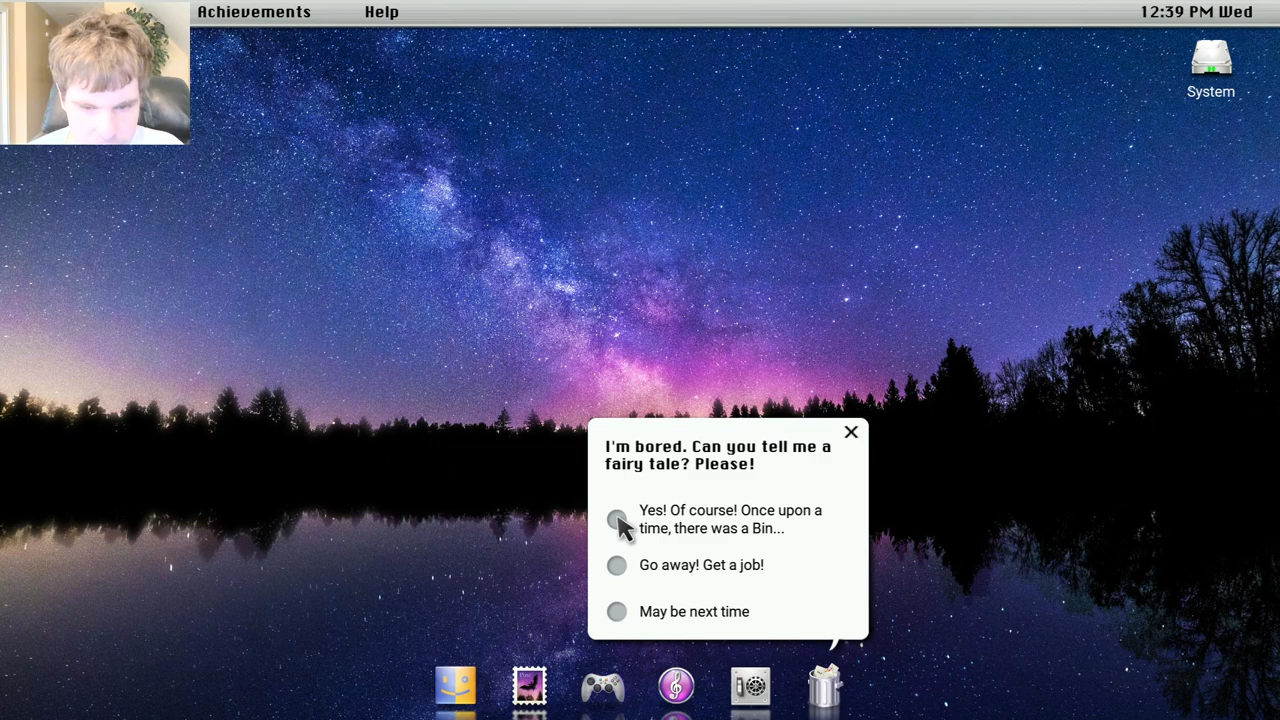 Achievements Help 12:39 PM Wed
System
I'm bored. Can you tell me a
fairy tale? Please!
Yes! Of course! Once upon a
time, there was a Bin...
Go away! Get a job!
May be next time